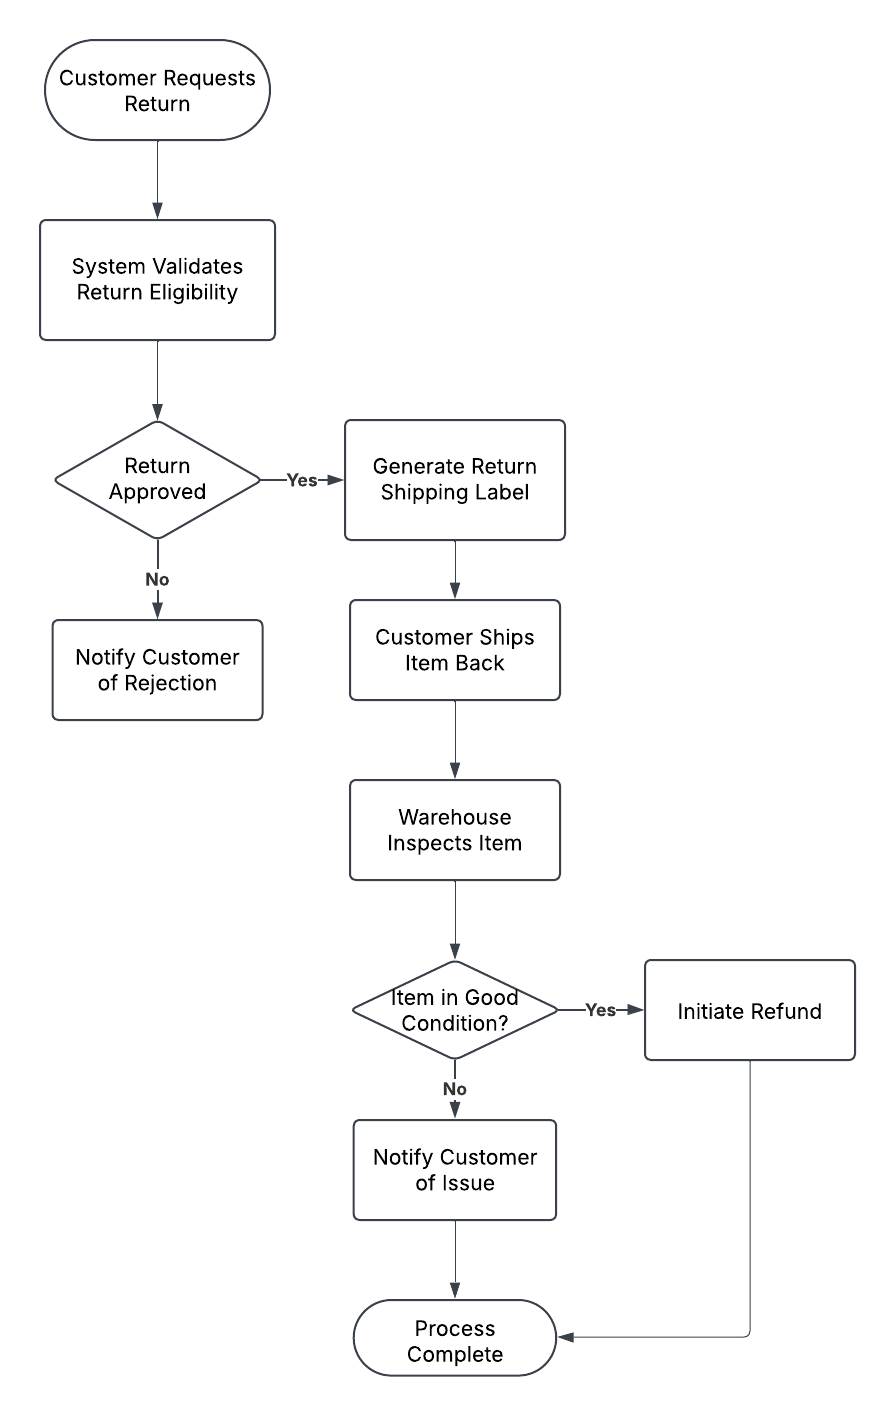 Customer Requests
Return
System Validates
Return Eligibility
Return
Approved
Yes
Generate Return
Shipping Label
No
Notify Customer
of Rejection
Customer Ships
Item Back
Warehouse
Inspects Item
Item in Good
Condition?
Yes
Initiate Refund
No
Notify Customer
of Issue
Process
Complete